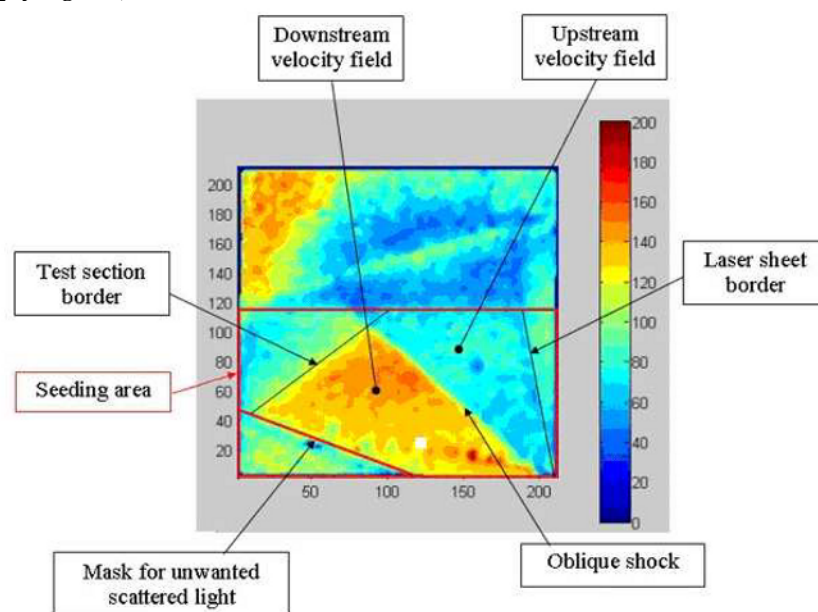 Downstream
velocity field
Upstream
velocity field
Test section
border
Laser sheet
border
Seeding area
Mask for unwanted
scattered light
Oblique shock
200
180
160
140
120
100
80
60
40
20
50
100
150
200
200
180
160
140
120
100
80
60
40
20
0